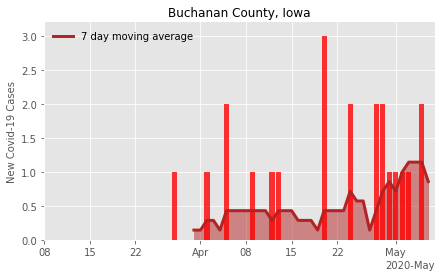 Buchanan County, Iowa
7 day moving average
New Covid-19 Cases
3.0
2.5
2.0
1.5
1.0
0.5
0.0
08 15 22 Apr 08 15 22 May
2020-May